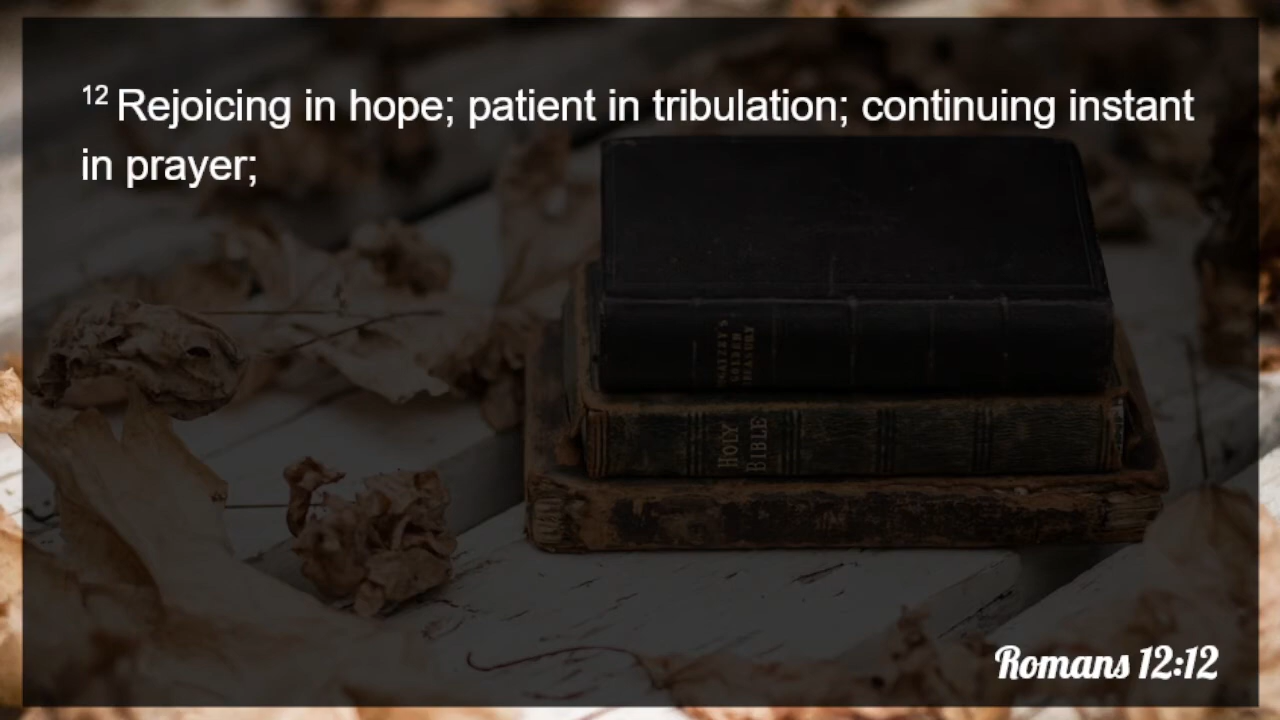 12 Rejoicing in hope; patient in tribulation; continuing instant
in prayer;
HOLY
BIBLE
Romans 12:12